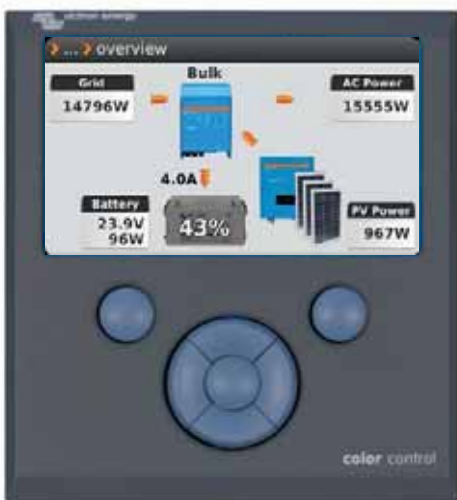 victron energy
... overview
Grid
14796W
Bulk
AC Power
15555W
4.0A
Battery
23.9V
96W
43%
PV Power
967W
color control